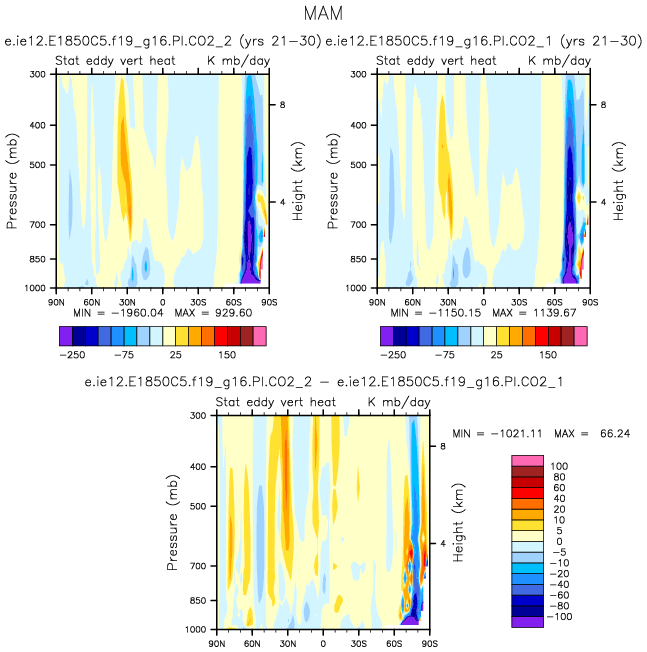 MAM
e.ie12.E1850C5.f19_g16.PI.CO2_2 (yrs 21−30) e.ie12.E1850C5.f19_g16.PI.CO2_1 (yrs 21−30)
Stat eddy vert heat K mb/day Stat eddy vert heat K mb/day
300 300
8 8
400 400
500 500
4 4
700 700
850 850
1000 1000
Pressure (mb) Height (km) Pressure (mb) Height (km)
90N 60N 30N 0 30S 60S 90S 90N 60N 30N 0 30S 60S 90S
MIN = −1960.04 MAX = 929.60 MIN = −1150.15 MAX = 1139.67
−250 −75 25 150 −250 −75 25 150
e.ie12.E1850C5.f19_g16.PI.CO2_2 − e.ie12.E1850C5.f19_g16.PI.CO2_1
Stat eddy vert heat K mb/day
300
MIN = −1021.11 MAX = 66.24
8
400
500
4
700
850
1000
Pressure (mb) Height (km)
90N 60N 30N 0 30S 60S 90S
100
80
60
40
20
10
5
0
−5
−10
−20
−40
−60
−80
−100